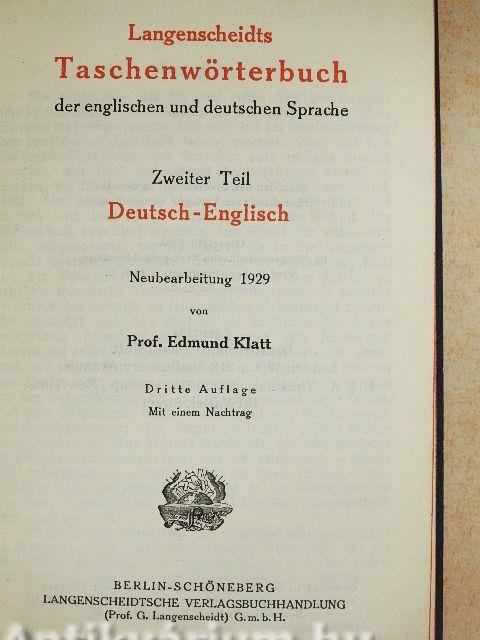 Langenscheidts
Taschenwörterbuch
der englischen und deutschen Sprache
Zweiter Teil
Deutsch-Englisch
Neubearbeitung 1929
von
Prof. Edmund Klatt
Dritte Auflage
Mit einem Nachtrag
BERLIN-SCHÖNEBERG
LANGENSCHEIDTSCHE VERLAGSBUCHHANDLUNG
(Prof. G. Langenscheidt) G. m. b. H.